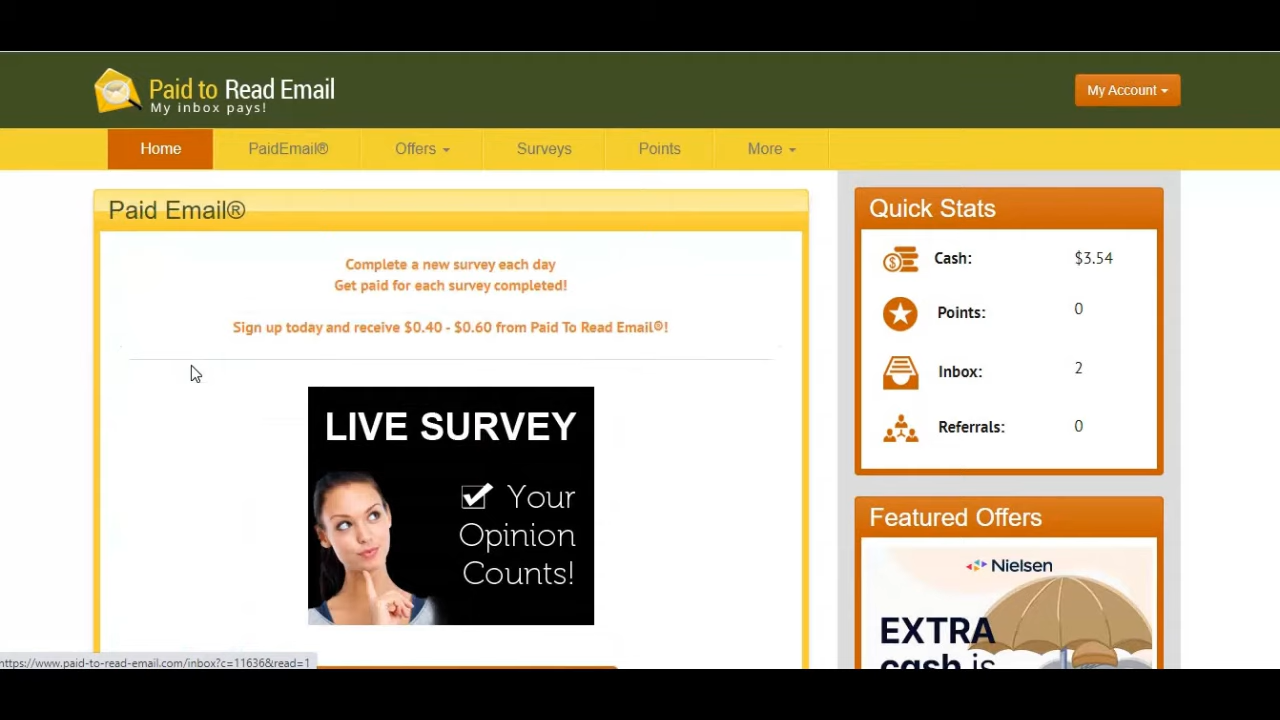 Paid to Read Email
My inbox pays!
My Account
Home
PaidEmail®
Offers
Surveys
Points
More
Paid Email®
Complete a new survey each day
Get paid for each survey completed!
Sign up today and receive $0.40 - $0.60 from Paid To Read Email®!
LIVE SURVEY
Your
Opinion
Counts!
Quick Stats
Cash: $3.54
Points: 0
Inbox: 2
Referrals: 0
Featured Offers
Nielsen
EXTRA
cash is
https://www.paid-to-read-email.com/inbox?c=11636&read=1